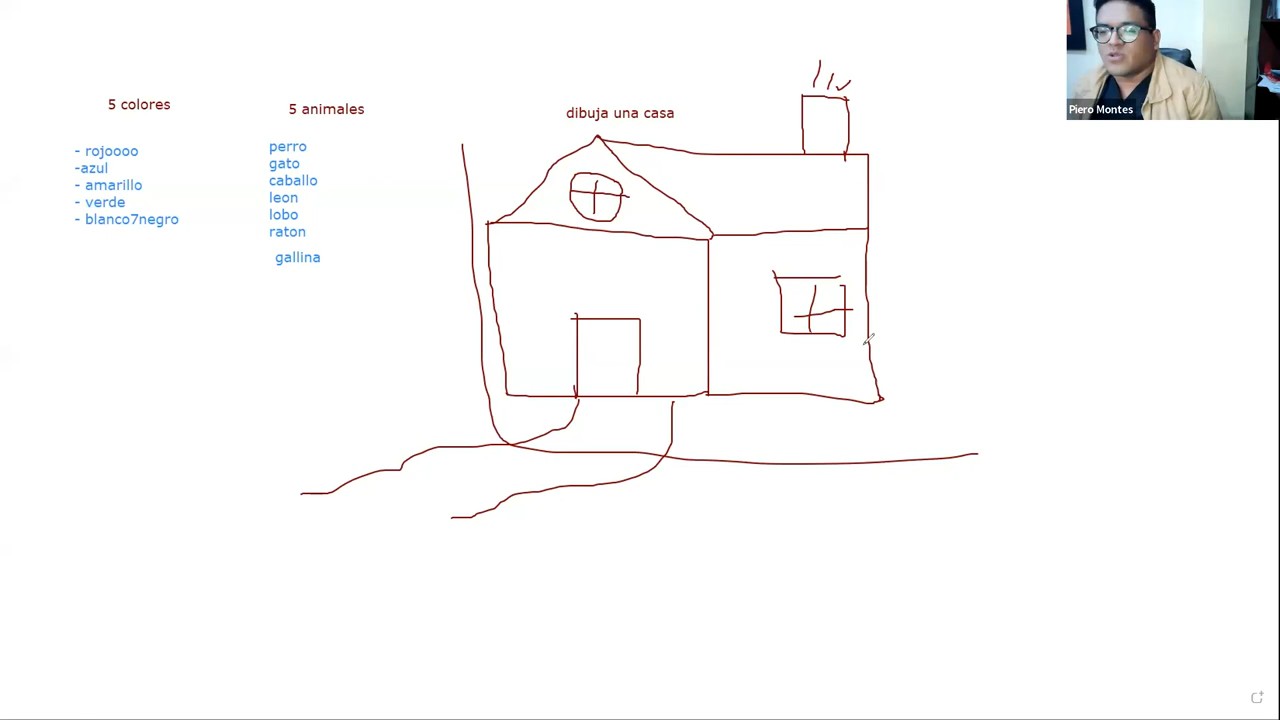 5 colores
- rojoooo
-azul
- amarillo
- verde
- blanco7negro
5 animales
perro
gato
caballo
leon
lobo
raton
gallina
dibuja una casa
Piero Montes